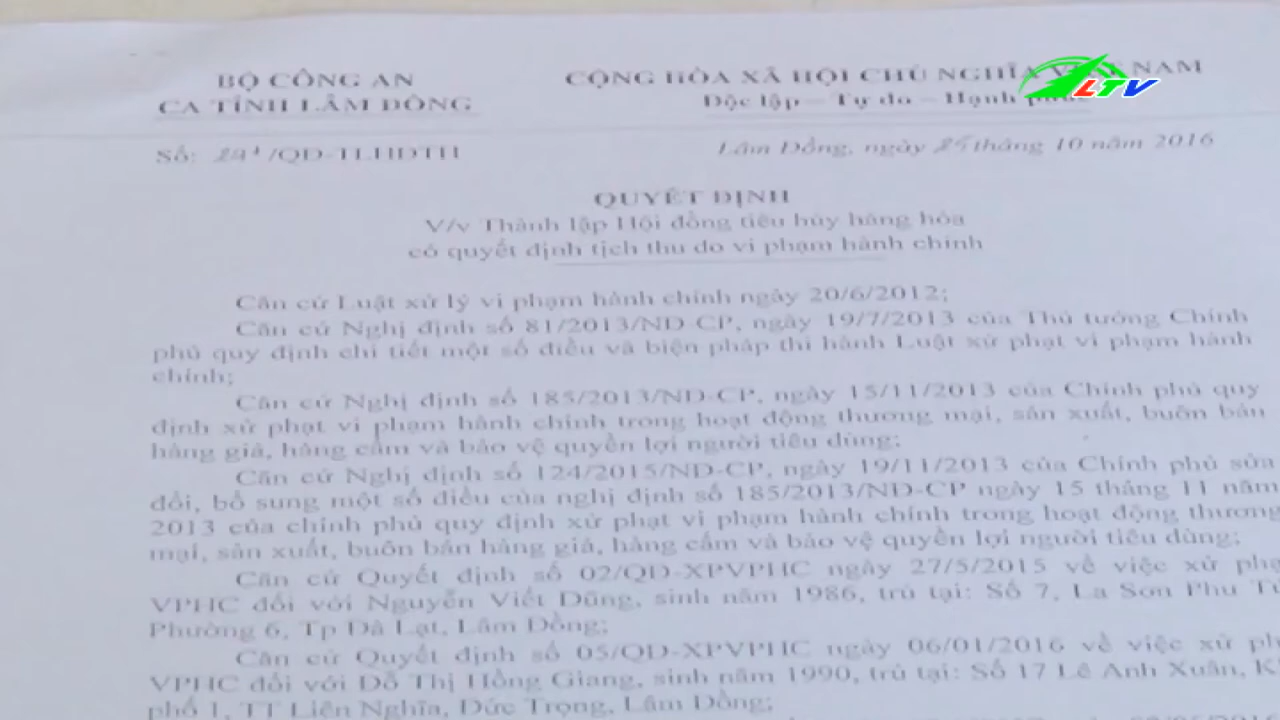 BỘ CÔNG AN
CA TỈNH LÂM ĐỒNG
CỘNG HÒA XÃ HỘI CHỦ NGHĨA VIỆT NAM
Độc lập – Tự do – Hạnh phúc
LTV
Số: /QĐ-TLHĐTH
Lâm Đồng, ngày 25 tháng 10 năm 2016
QUYẾT ĐỊNH
V/v Thành lập Hội đồng tiêu hủy hàng hóa
có quyết định tịch thu do vi phạm hành chính
Căn cứ Luật xử lý vi phạm hành chính ngày 20/6/2012;
Căn cứ Nghị định số 81/2013/NĐ-CP, ngày 19/7/2013 của Thủ tướng Chính
phủ quy định chi tiết một số điều và biện pháp thi hành Luật xử phạt vi phạm hành
chính;
Căn cứ Nghị định số 185/2013/NĐ-CP, ngày 15/11/2013 của Chính phủ quy
định xử phạt vi phạm hành chính trong hoạt động thương mại, sản xuất, buôn bán
hàng giả, hàng cấm và bảo vệ quyền lợi người tiêu dùng;
Căn cứ Nghị định số 124/2015/NĐ-CP, ngày 19/11/2013 của Chính phủ sửa
đổi, bổ sung một số điều của nghị định số 185/2013/NĐ-CP ngày 15 tháng 11 năm
2013 của chính phủ quy định xử phạt vi phạm hành chính trong hoạt động thương
mại, sản xuất, buôn bán hàng giả, hàng cấm và bảo vệ quyền lợi người tiêu dùng;
Căn cứ Quyết định số 02/QĐ-XPVPHC ngày 27/5/2015 về việc xử phạ
VPHC đối với Nguyễn Viết Dũng, sinh năm 1986, trú tại: Số 7, La Sơn Phu Tử
Phường 6, Tp Đà Lạt, Lâm Đồng;
Căn cứ Quyết định số 05/QĐ-XPVPHC ngày 06/01/2016 về việc xử ph
VPHC đối với Đỗ Thị Hồng Giang, sinh năm 1990, trú tại: Số 17 Lê Anh Xuân, K
phố 1, TT Liên Nghĩa, Đức Trọng, Lâm Đồng;